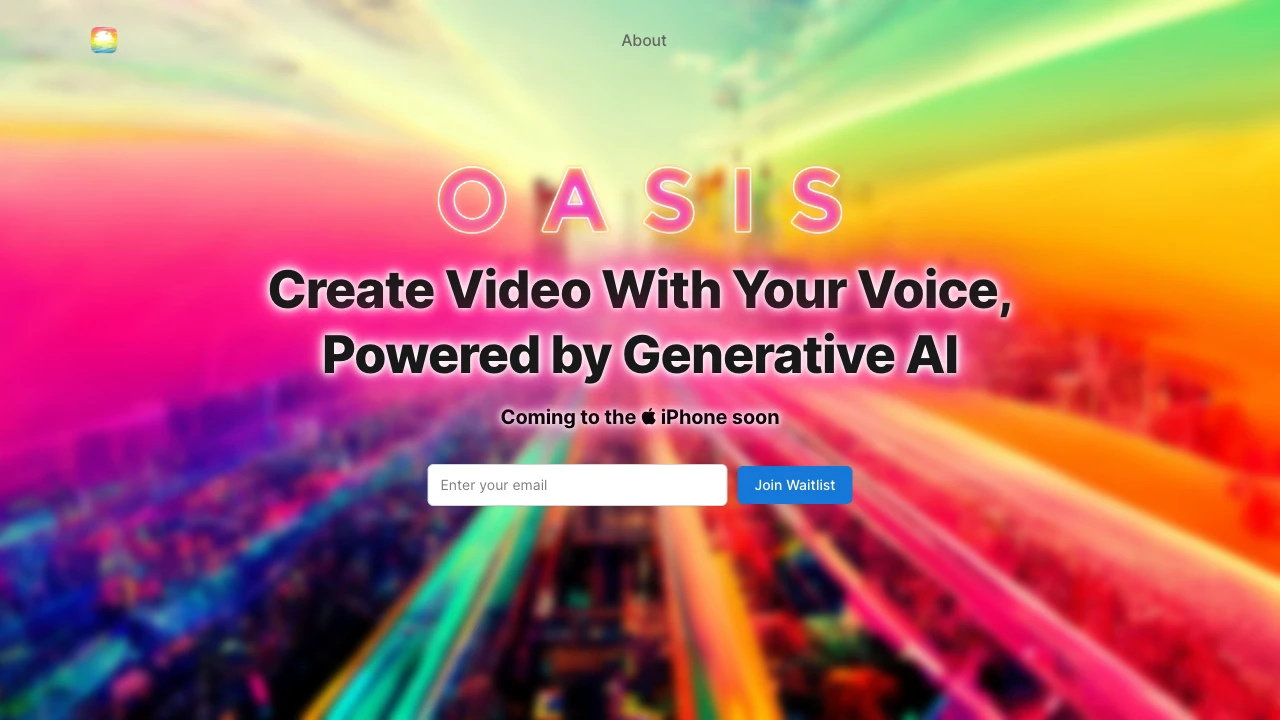 About
OASIS
Create Video With Your Voice,
Powered by Generative AI
Coming to the iPhone soon
Enter your email
Join Waitlist